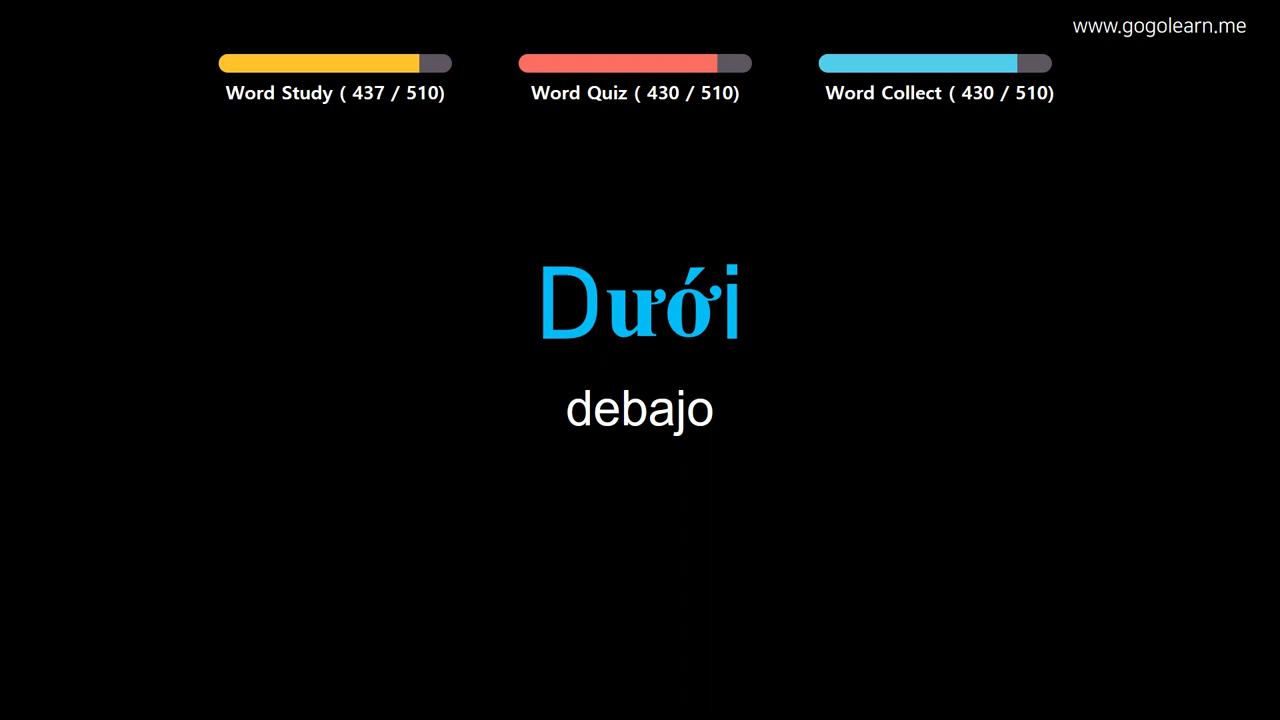 www.gogolearn.me
Word Study ( 437 / 510)
Word Quiz ( 430 / 510)
Word Collect ( 430 / 510)
Dưới
debajo